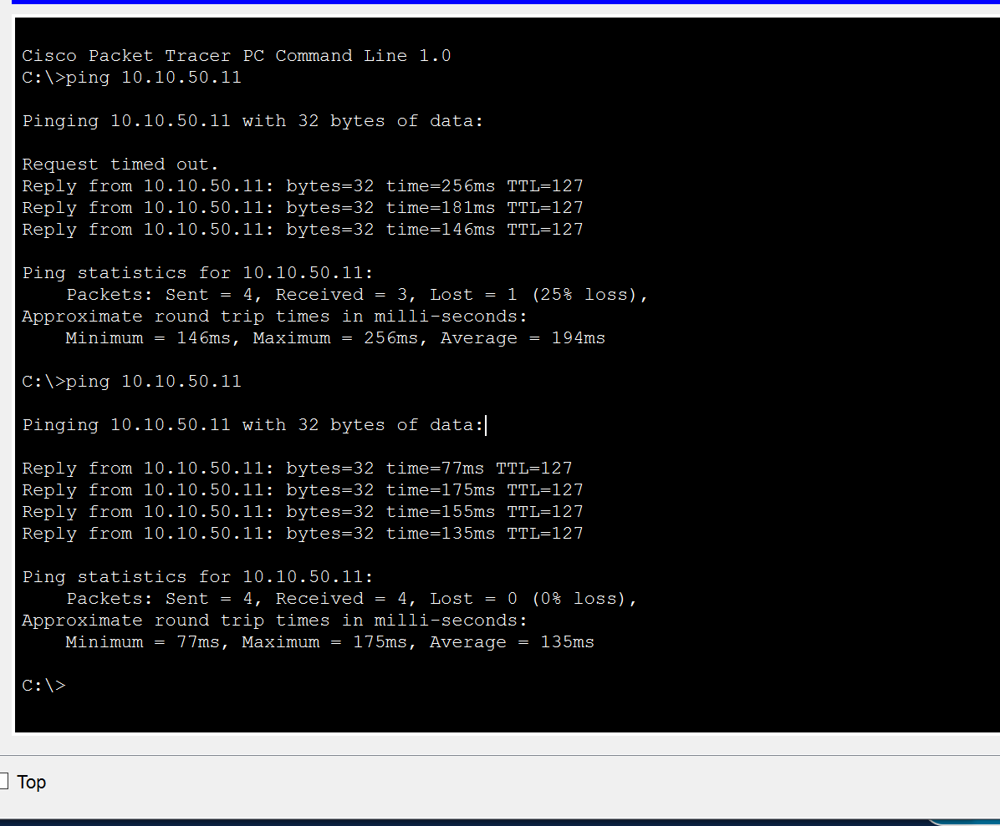 Cisco Packet Tracer PC Command Line 1.0
C:\>ping 10.10.50.11
Pinging 10.10.50.11 with 32 bytes of data:
Request timed out.
Reply from 10.10.50.11: bytes=32 time=256ms TTL=127
Reply from 10.10.50.11: bytes=32 time=181ms TTL=127
Reply from 10.10.50.11: bytes=32 time=146ms TTL=127
Ping statistics for 10.10.50.11:
Packets: Sent = 4, Received = 3, Lost = 1 (25% loss),
Approximate round trip times in milli-seconds:
Minimum = 146ms, Maximum = 256ms, Average = 194ms
C:\>ping 10.10.50.11
Pinging 10.10.50.11 with 32 bytes of data:
Reply from 10.10.50.11: bytes=32 time=77ms TTL=127
Reply from 10.10.50.11: bytes=32 time=175ms TTL=127
Reply from 10.10.50.11: bytes=32 time=155ms TTL=127
Reply from 10.10.50.11: bytes=32 time=135ms TTL=127
Ping statistics for 10.10.50.11:
Packets: Sent = 4, Received = 4, Lost = 0 (0% loss),
Approximate round trip times in milli-seconds:
Minimum = 77ms, Maximum = 175ms, Average = 135ms
C:\>
Top